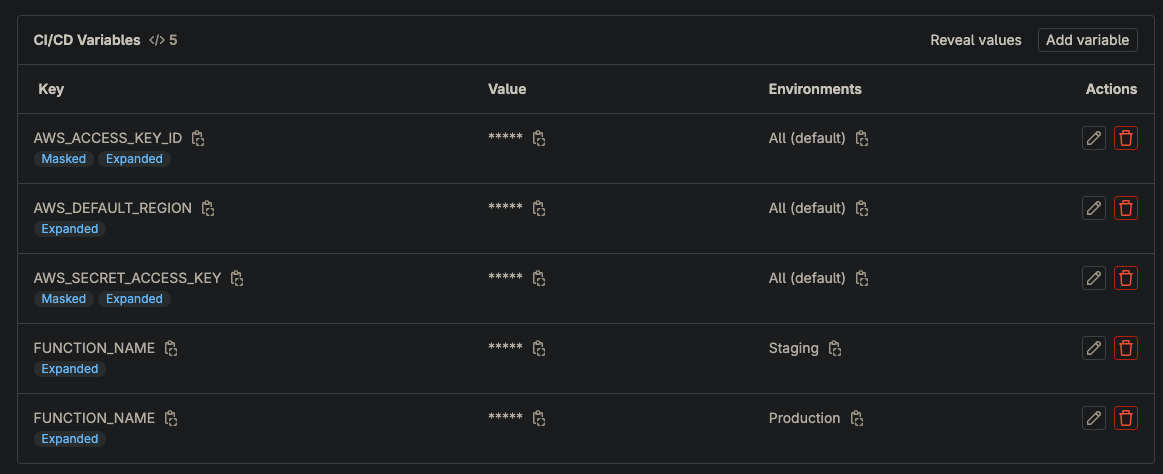 CI/CD Variables </> 5 Reveal values Add variable
Key Value Environments Actions
AWS_ACCESS_KEY_ID ***** All (default)
Masked Expanded
AWS_DEFAULT_REGION ***** All (default)
Expanded
AWS_SECRET_ACCESS_KEY ***** All (default)
Masked Expanded
FUNCTION_NAME ***** Staging
Expanded
FUNCTION_NAME ***** Production
Expanded